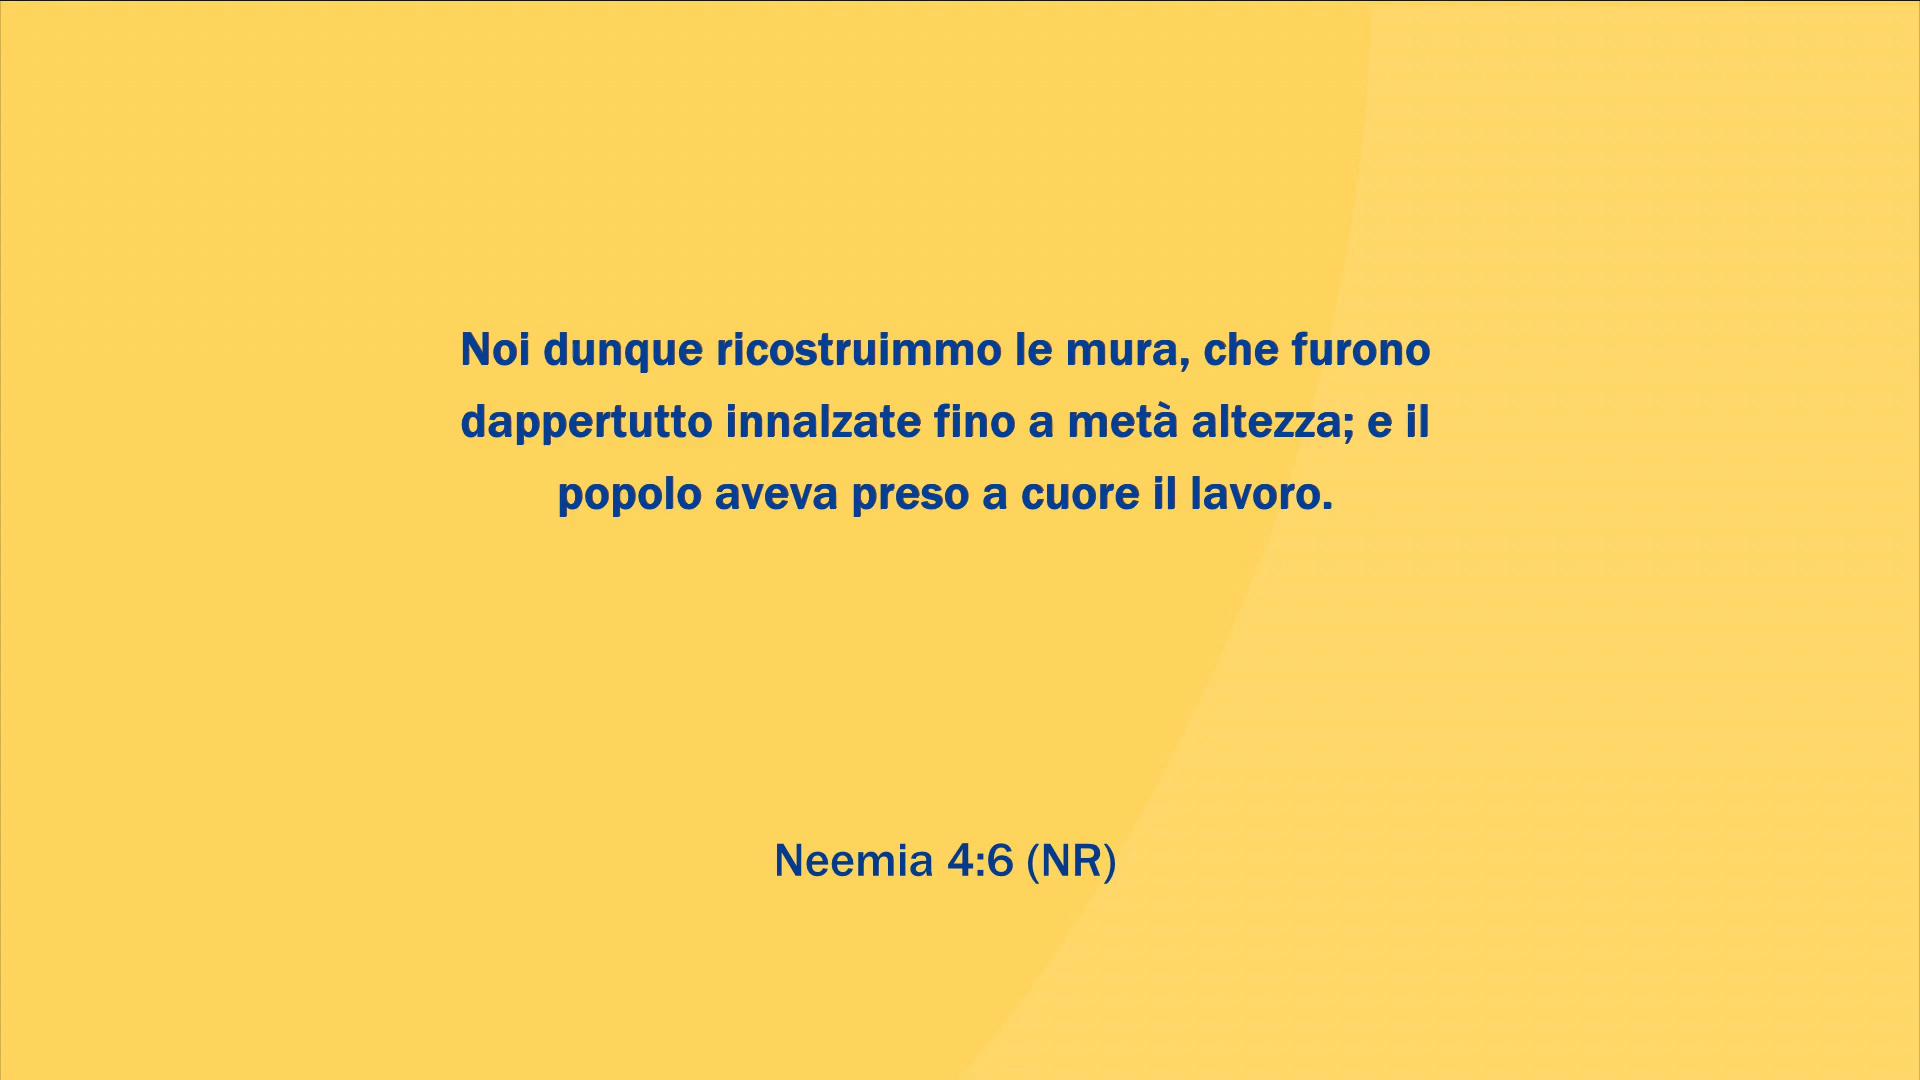 Noi dunque ricostruimmo le mura, che furono
dappertutto innalzate fino a metà altezza; e il
popolo aveva preso a cuore il lavoro.
Neemia 4:6 (NR)